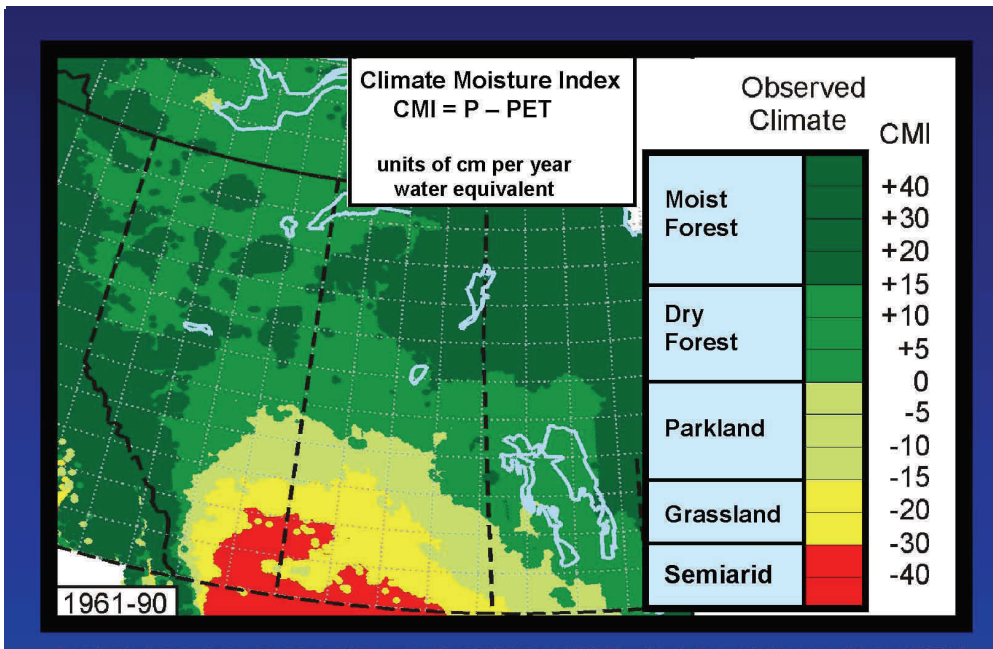 Climate Moisture Index
CMI = P – PET
units of cm per year
water equivalent
Observed
Climate
CMI
Moist
Forest
Dry
Forest
Parkland
Grassland
Semiarid
+40
+30
+20
+15
+10
+5
0
-5
-10
-15
-20
-30
-40
1961-90